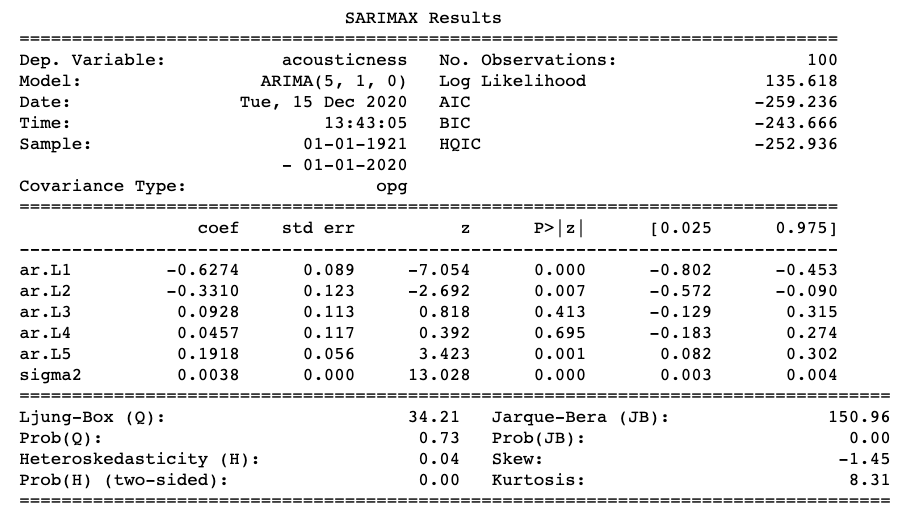 SARIMAX Results
==============================================================================
Dep. Variable:           acousticness   No. Observations:                  100
Model:                 ARIMA(5, 1, 0)   Log Likelihood                 135.618
Date:                Tue, 15 Dec 2020   AIC                           -259.236
Time:                        13:43:05   BIC                           -243.666
Sample:                    01-01-1921   HQIC                          -252.936
                         - 01-01-2020
Covariance Type:                  opg
==============================================================================
                 coef    std err          z      P>|z|      [0.025      0.975]
------------------------------------------------------------------------------
ar.L1         -0.6274      0.089     -7.054      0.000      -0.802      -0.453
ar.L2         -0.3310      0.123     -2.692      0.007      -0.572      -0.090
ar.L3          0.0928      0.113      0.818      0.413      -0.129       0.315
ar.L4          0.0457      0.117      0.392      0.695      -0.183       0.274
ar.L5          0.1918      0.056      3.423      0.001       0.082       0.302
sigma2         0.0038      0.000     13.028      0.000       0.003       0.004
===================================================================================
Ljung-Box (Q):                       34.21   Jarque-Bera (JB):               150.96
Prob(Q):                              0.73   Prob(JB):                         0.00
Heteroskedasticity (H):               0.04   Skew:                            -1.45
Prob(H) (two-sided):                  0.00   Kurtosis:                         8.31
===================================================================================